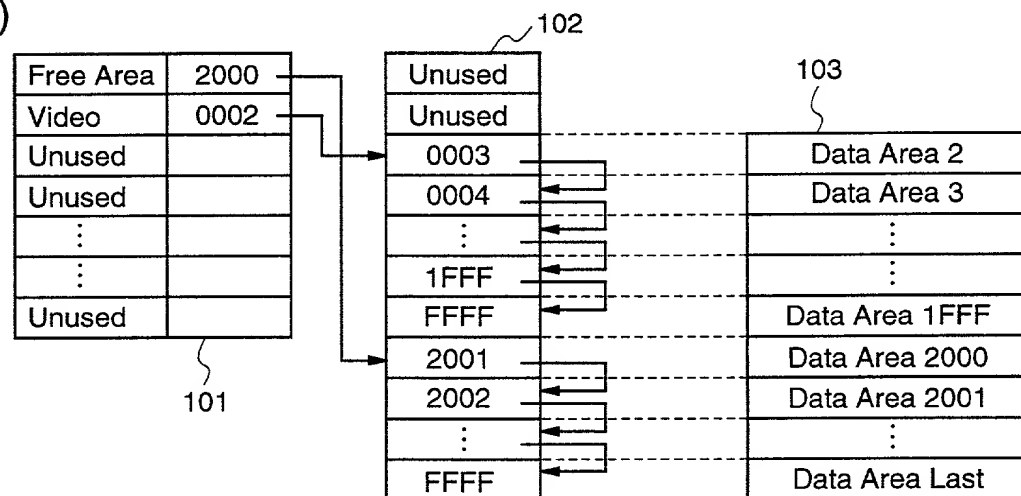 )
102
103
101
Free Area 2000
Video 0002
Unused
Unused
⋮
⋮
Unused
Unused
Unused
0003
0004
⋮
1FFF
FFFF
2001
2002
⋮
FFFF
Data Area 2
Data Area 3
⋮
⋮
Data Area 1FFF
Data Area 2000
Data Area 2001
⋮
Data Area Last